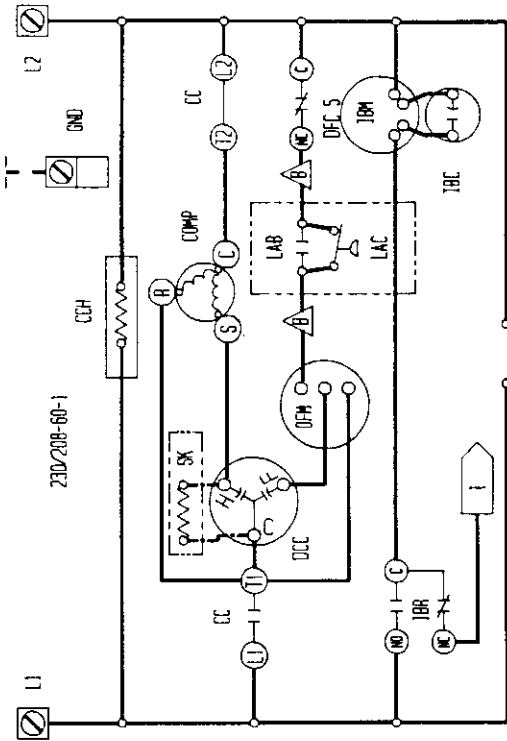 L1
230/208-60-1
GND
L2
CCH
SK
R
COMP
CC
L1
T1
C
H
F
DCC
S
C
T2
CC
L2
OFM
B
LAB
LAC
B
NC
C
DFC 5
NO
C
IBR
NC
IBM
IBC
1